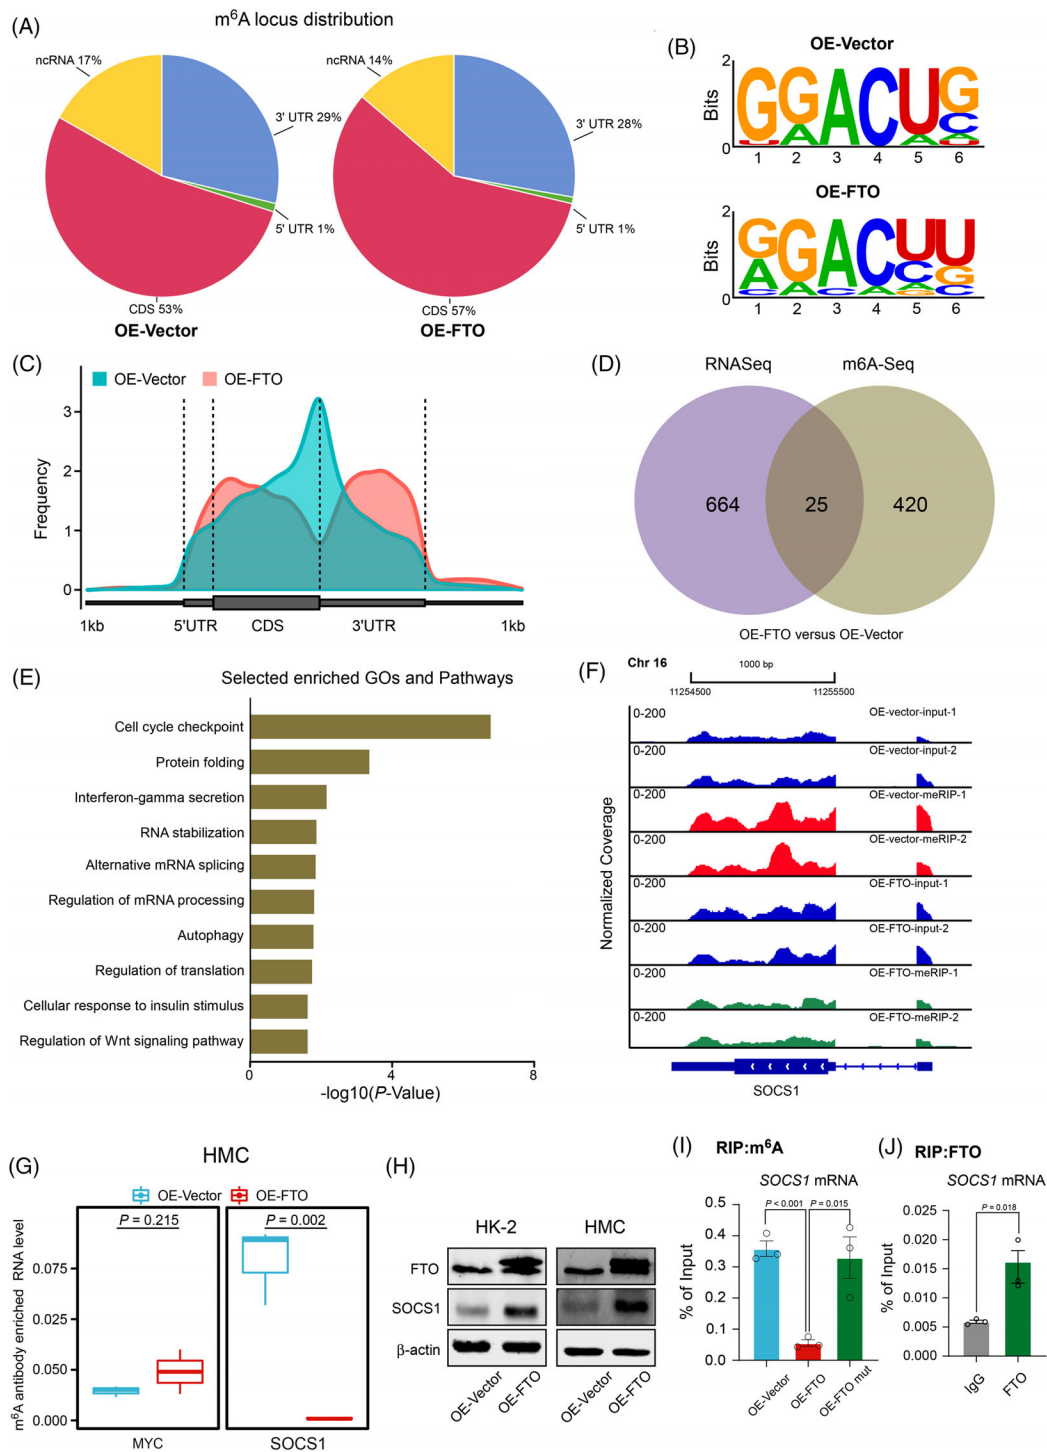 (A)
m⁶A locus distribution
ncRNA 17%
3' UTR 29%
5' UTR 1%
CDS 53%
OE-Vector
ncRNA 14%
3' UTR 28%
5' UTR 1%
CDS 57%
OE-FTO
(B)
OE-Vector
Bits
2
0
G G A C U G
U A A C
A
U
1 2 3 4 5 6
OE-FTO
Bits
2
0
G G A C U U
A A C A C G
C G C
1 2 3 4 5 6
(C)
OE-Vector OE-FTO
Frequency
3
2
1
0
1kb 5'UTR CDS 3'UTR 1kb
(D)
RNASeq m6A-Seq
664 25 420
OE-FTO versus OE-Vector
(E)
Selected enriched GOs and Pathways
Cell cycle checkpoint
Protein folding
Interferon-gamma secretion
RNA stabilization
Alternative mRNA splicing
Regulation of mRNA processing
Autophagy
Regulation of translation
Cellular response to insulin stimulus
Regulation of Wnt signaling pathway
0 4 8
-log10(P-Value)
(F)
Chr 16
1000 bp
11254500 11255500
Normalized Coverage
0-200 OE-vector-input-1
0-200 OE-vector-input-2
0-200 OE-vector-meRIP-1
0-200 OE-vector-meRIP-2
0-200 OE-FTO-input-1
0-200 OE-FTO-input-2
0-200 OE-FTO-meRIP-1
0-200 OE-FTO-meRIP-2
SOCS1
(G)
HMC
OE-Vector OE-FTO
m⁶A antibody enriched RNA level
P = 0.215 P = 0.002
0.075
0.025
0.050
0.000
MYC SOCS1
(H)
HK-2 HMC
FTO
SOCS1
β-actin
OE-Vector OE-FTO OE-Vector OE-FTO
(I)
RIP:m⁶A
SOCS1 mRNA
% of Input
P < 0.001 P = 0.015
0.5
0.4
0.3
0.2
0.1
0.0
OE-Vector OE-FTO OE-FTO mut
(J)
RIP:FTO
SOCS1 mRNA
% of Input
P = 0.018
0.025
0.020
0.015
0.010
0.005
0.000
IgG FTO